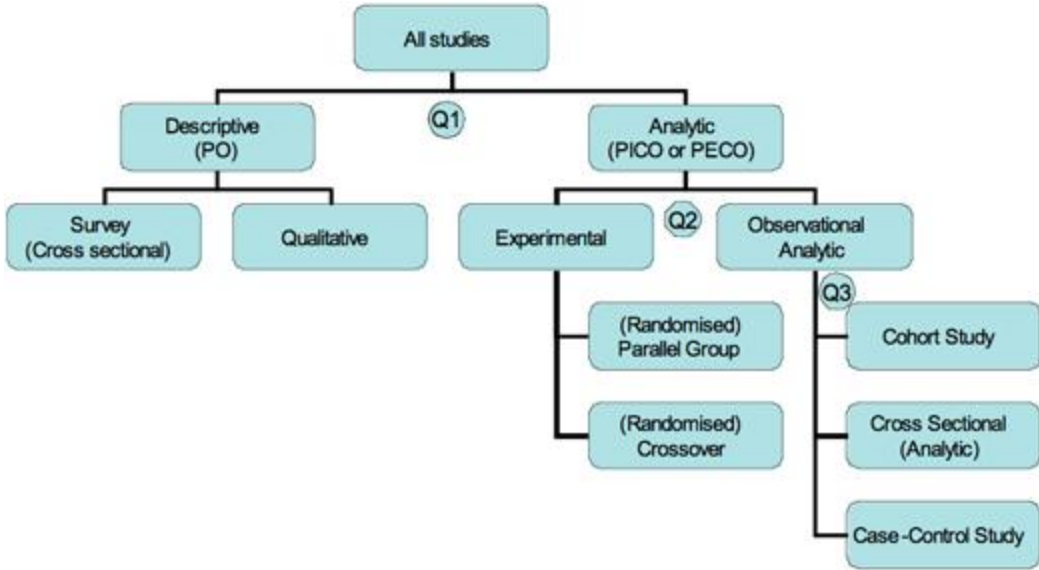 All studies
Descriptive
(PO)
Q1
Analytic
(PICO or PECO)
Survey
(Cross sectional)
Qualitative
Experimental
Q2
Observational
Analytic
Q3
(Randomised)
Parallel Group
Cohort Study
(Randomised)
Crossover
Cross Sectional
(Analytic)
Case-Control Study